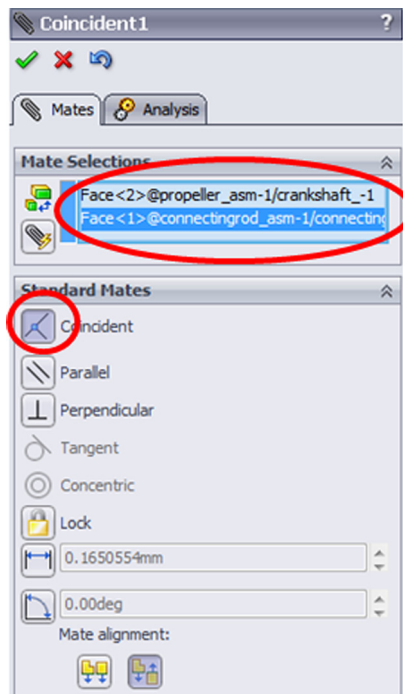 Coincident1 ?
Mates Analysis
Mate Selections
Face<2>@propeller_asm-1/crankshaft_-1
Face<1>@connectingrod_asm-1/connecting
Standard Mates
Coincident
Parallel
Perpendicular
Tangent
Concentric
Lock
0.1650554mm
0.00deg
Mate alignment: